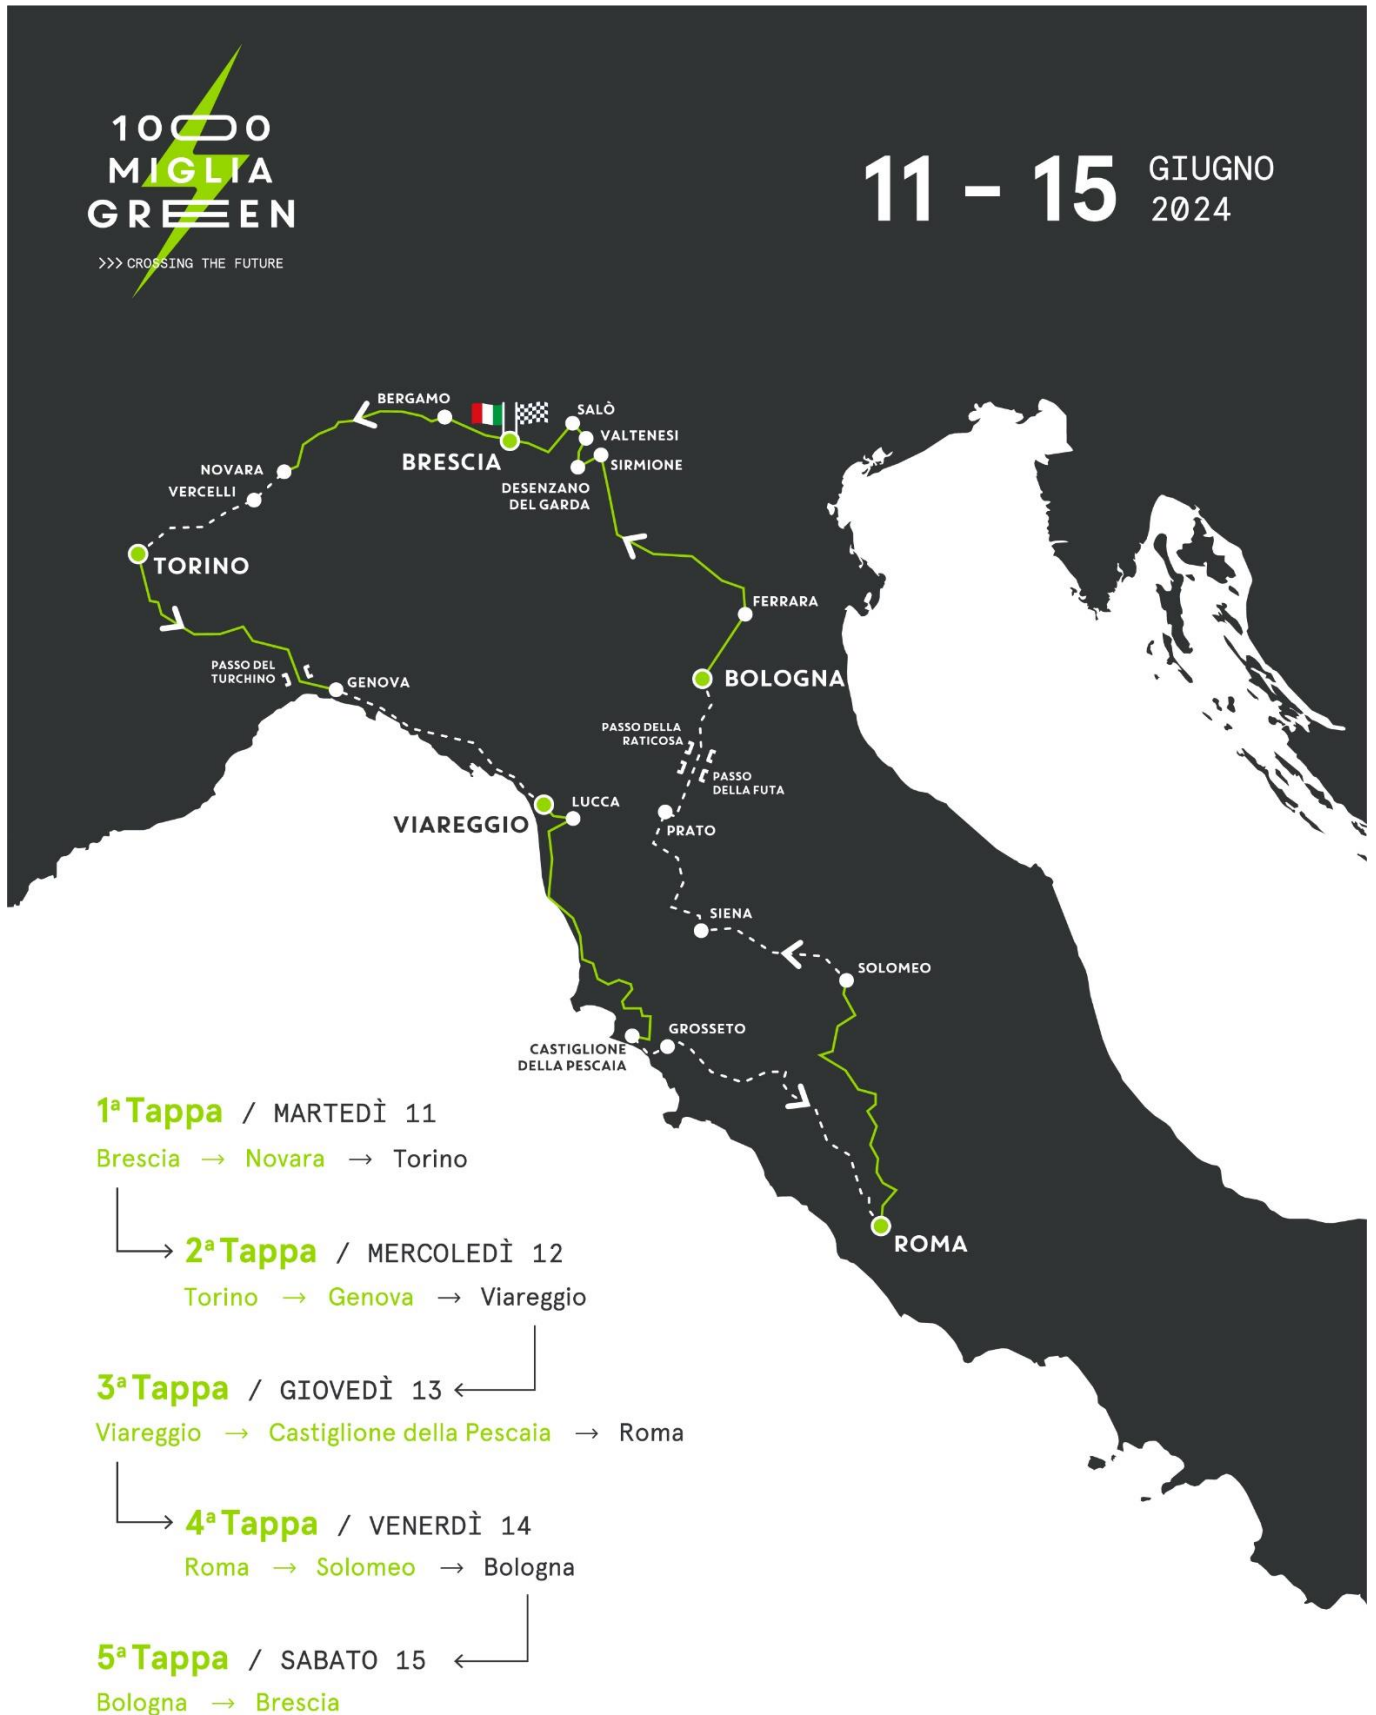 1000
MIGLIA
GREEN
>>> CROSSING THE FUTURE
11 – 15 GIUGNO
2024
BERGAMO
SALÒ
VALTENESI
BRESCIA
SIRMIONE
NOVARA
DESENZANO
DEL GARDA
VERCELLI
TORINO
FERRARA
PASSO DEL
TURCHINO
GENOVA
BOLOGNA
PASSO DELLA
RATICOSA
PASSO
DELLA FUTA
LUCCA
VIAREGGIO
PRATO
SIENA
SOLOMEO
GROSSETO
CASTIGLIONE
DELLA PESCAIA
ROMA
1ª Tappa / MARTEDÌ 11
Brescia → Novara → Torino
2ª Tappa / MERCOLEDÌ 12
Torino → Genova → Viareggio
3ª Tappa / GIOVEDÌ 13
Viareggio → Castiglione della Pescaia → Roma
4ª Tappa / VENERDÌ 14
Roma → Solomeo → Bologna
5ª Tappa / SABATO 15
Bologna → Brescia